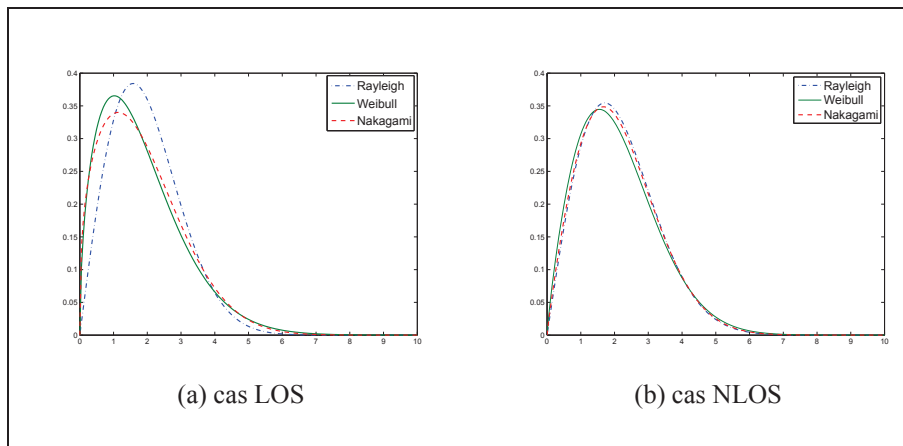 0.4
0.35
0.3
0.25
0.2
0.15
0.1
0.05
0
0 1 2 3 4 5 6 7 8 9 10
Rayleigh
Weibull
Nakagami
(a) cas LOS
0.4
0.35
0.3
0.25
0.2
0.15
0.1
0.05
0
0 1 2 3 4 5 6 7 8 9 10
Rayleigh
Weibull
Nakagami
(b) cas NLOS